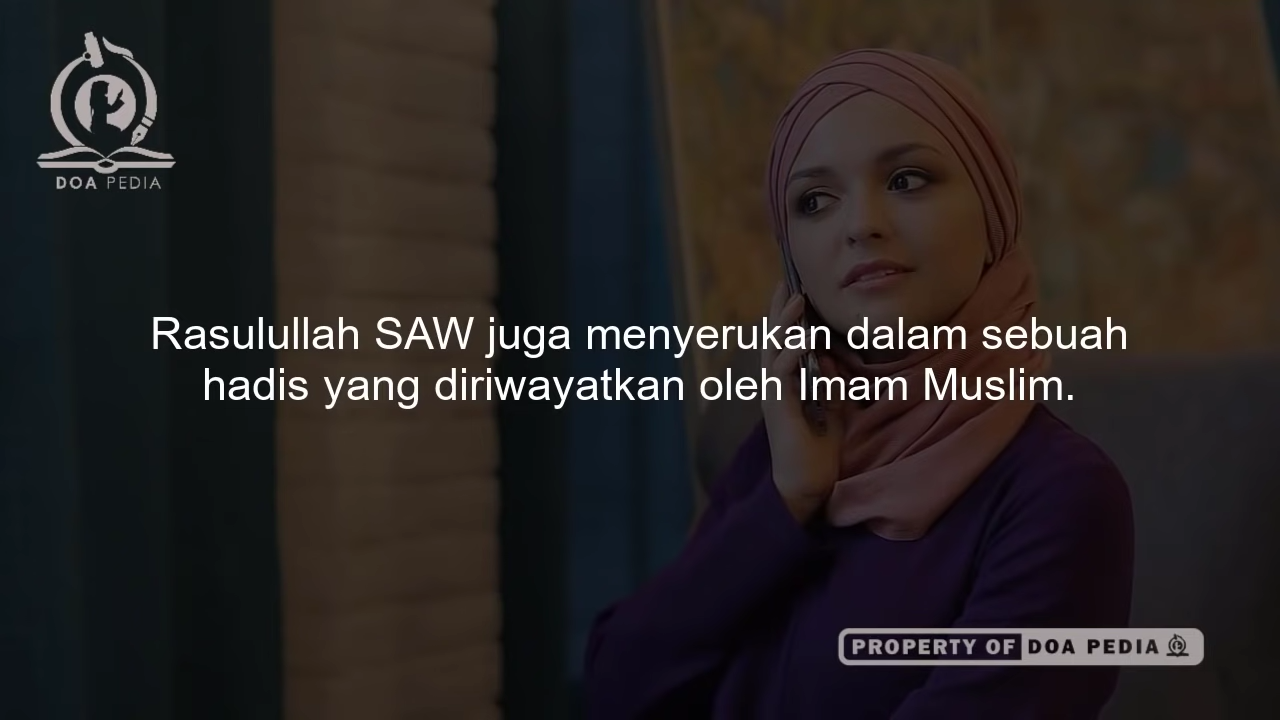 DOA PEDIA
Rasulullah SAW juga menyerukan dalam sebuah
hadis yang diriwayatkan oleh Imam Muslim.
PROPERTY OF DOA PEDIA